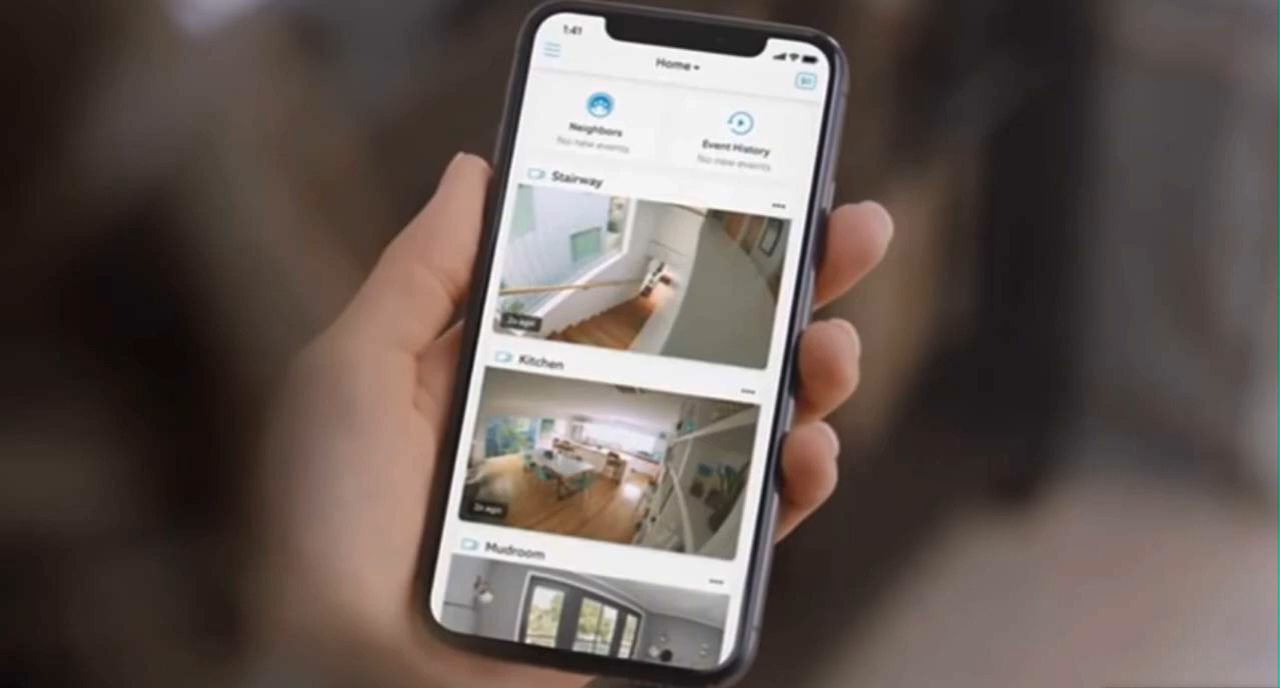 1:41
Home
Neighbors
No new events
Event History
No new events
Stairway
Kitchen
Mudroom